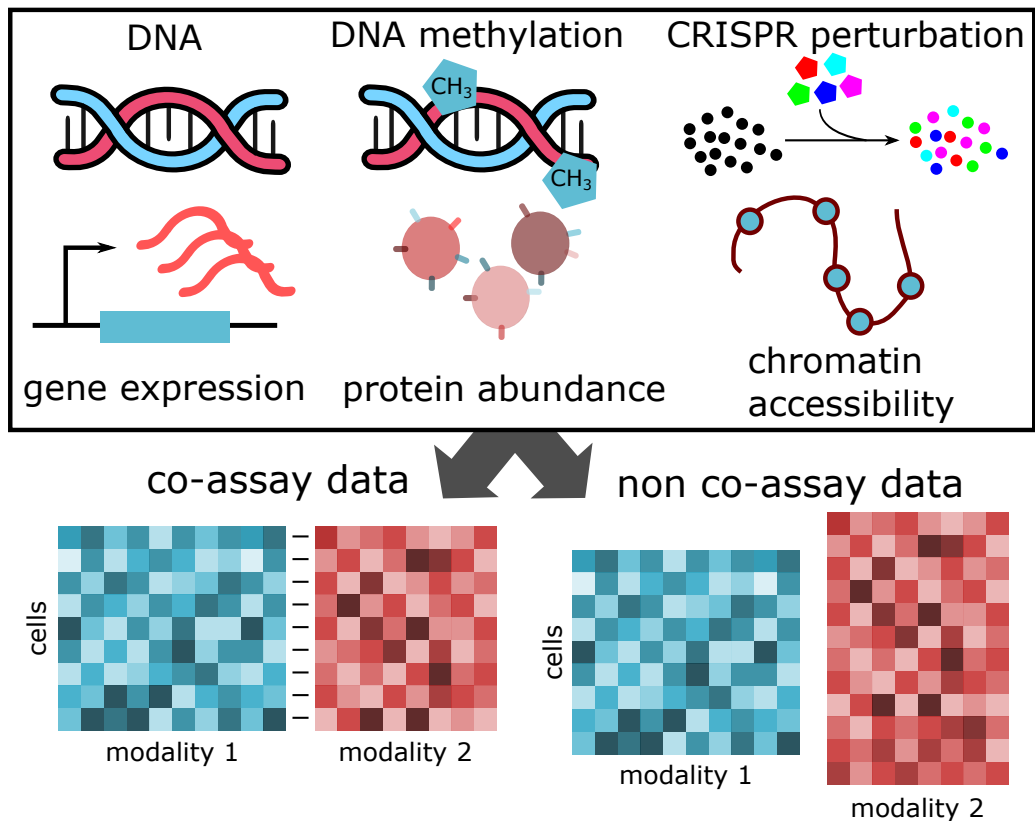 DNA
DNA methylation
CRISPR perturbation
CH3
CH3
gene expression
protein abundance
chromatin
accessibility
co-assay data
non co-assay data
cells
modality 1
modality 2
cells
modality 1
modality 2